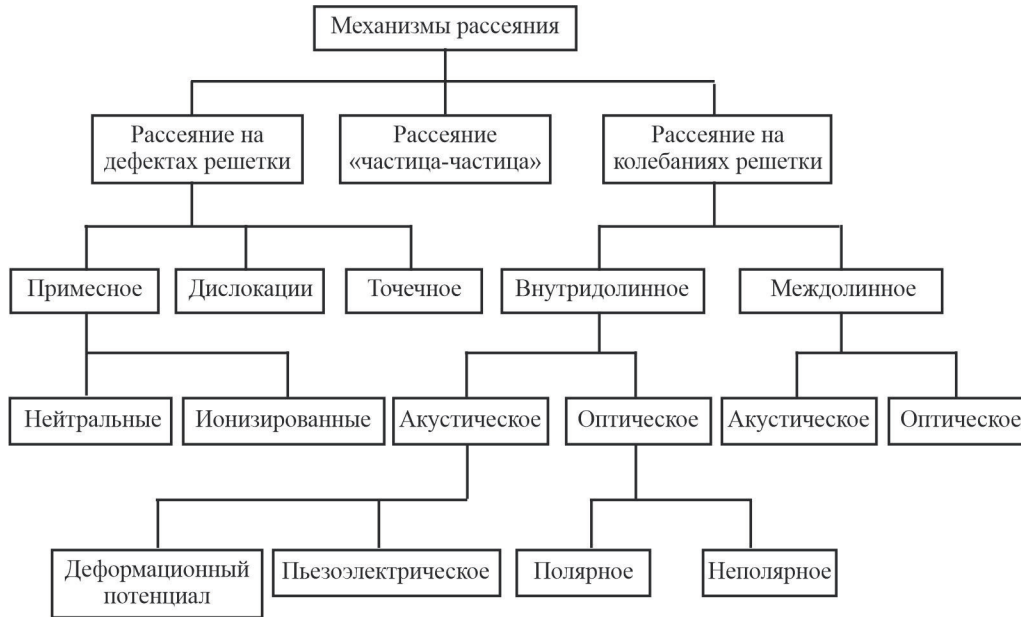 Механизмы рассеяния
Рассеяние на
дефектах решетки
Рассеяние
«частица-частица»
Рассеяние на
колебаниях решетки
Примесное
Дислокации
Точечное
Внутридолинное
Междолинное
Нейтральные
Ионизированные
Акустическое
Оптическое
Акустическое
Оптическое
Деформационный
потенциал
Пьезоэлектрическое
Полярное
Неполярное